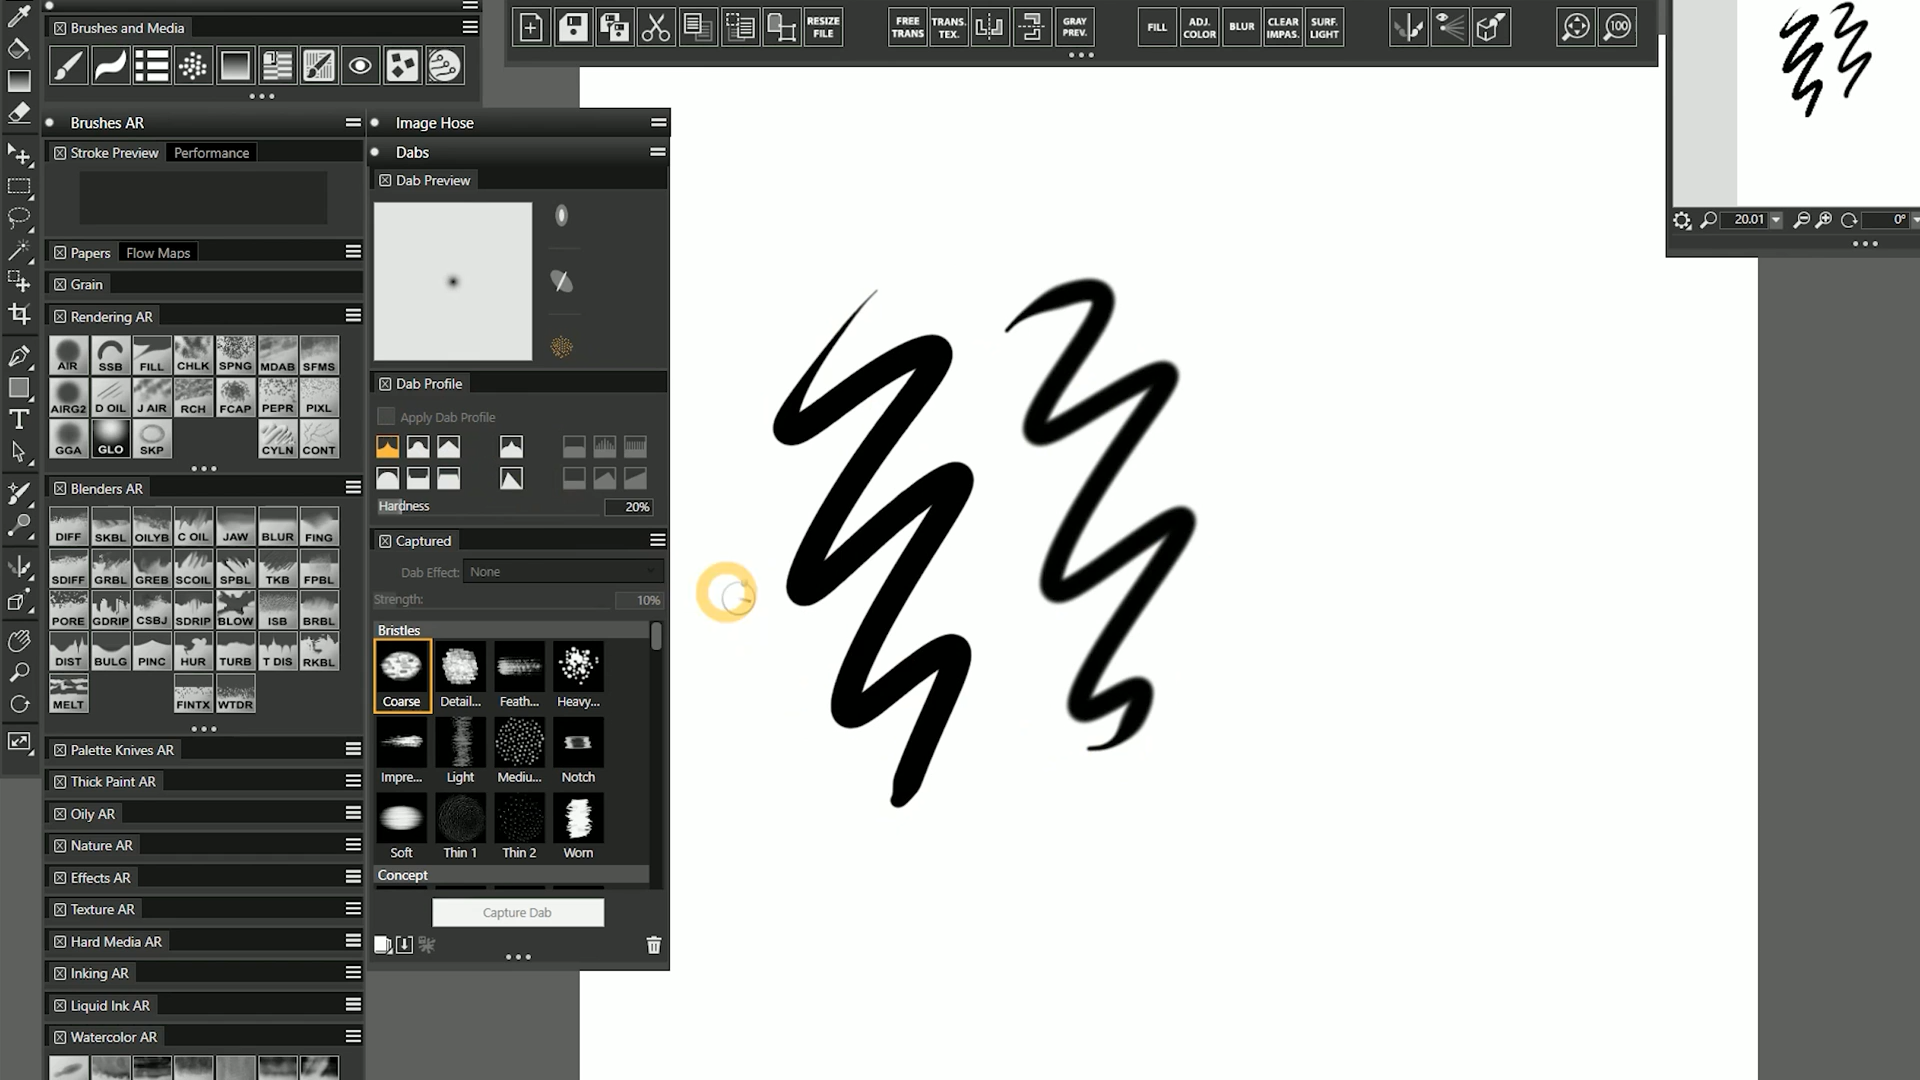 Brushes and Media
RESIZE FILE
FREE TRANS
TRANS. TEX.
GRAY PREV.
FILL
ADJ. COLOR
BLUR
CLEAR IMPAS.
SURF. LIGHT
100
Brushes AR
Stroke Preview Performance
Papers Flow Maps
Grain
Rendering AR
AIR SSB FILL CHLK SPNG MDAB SFMS
AIRG2 D OIL J AIR RCH FCAP PEPR PIXL
GGA GLO SKP CYLN CONT
Blenders AR
DIFF SKBL OILYB C OIL JAW BLUR FING
SDIFF GRBL GREB SCOIL SPBL TKB FPBL
PORE GDRIP CSBJ SDRIP BLOW ISB BRBL
DIST BULG PINC HUR TURB T DIS RKBL
MELT FINTX WTDR
Palette Knives AR
Thick Paint AR
Oily AR
Nature AR
Effects AR
Texture AR
Hard Media AR
Inking AR
Liquid Ink AR
Watercolor AR
Image Hose
Dabs
Dab Preview
Dab Profile
Apply Dab Profile
Hardness 20%
Captured
Dab Effect: None
Strength: 10%
Bristles
Coarse Detail... Feath... Heavy...
Impre... Light Mediu... Notch
Soft Thin 1 Thin 2 Worn
Concept
Capture Dab
20.01 0°